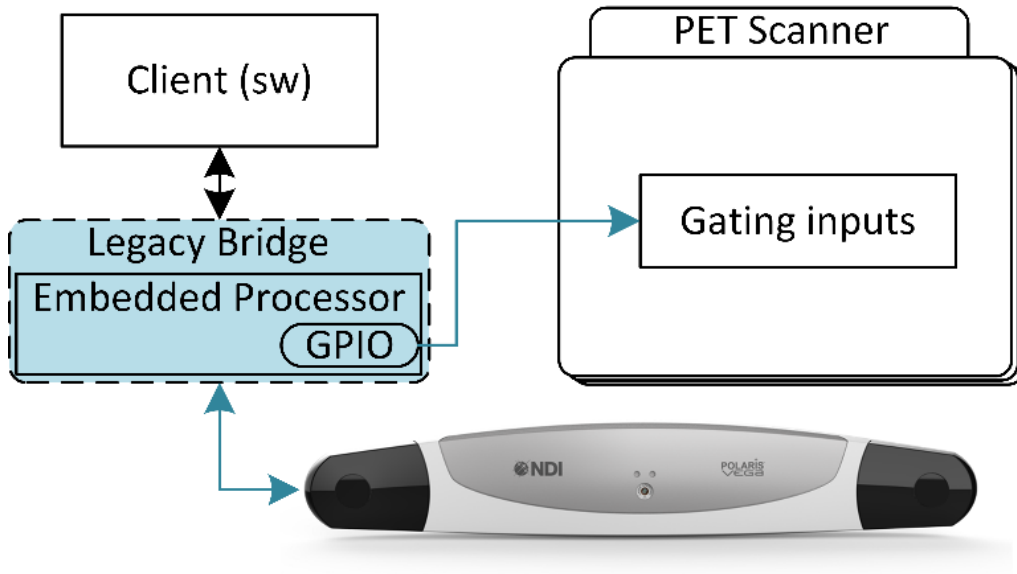 Client (sw)
PET Scanner
Legacy Bridge
Embedded Processor
GPIO
Gating inputs
NDI
POLARIS
VEGA